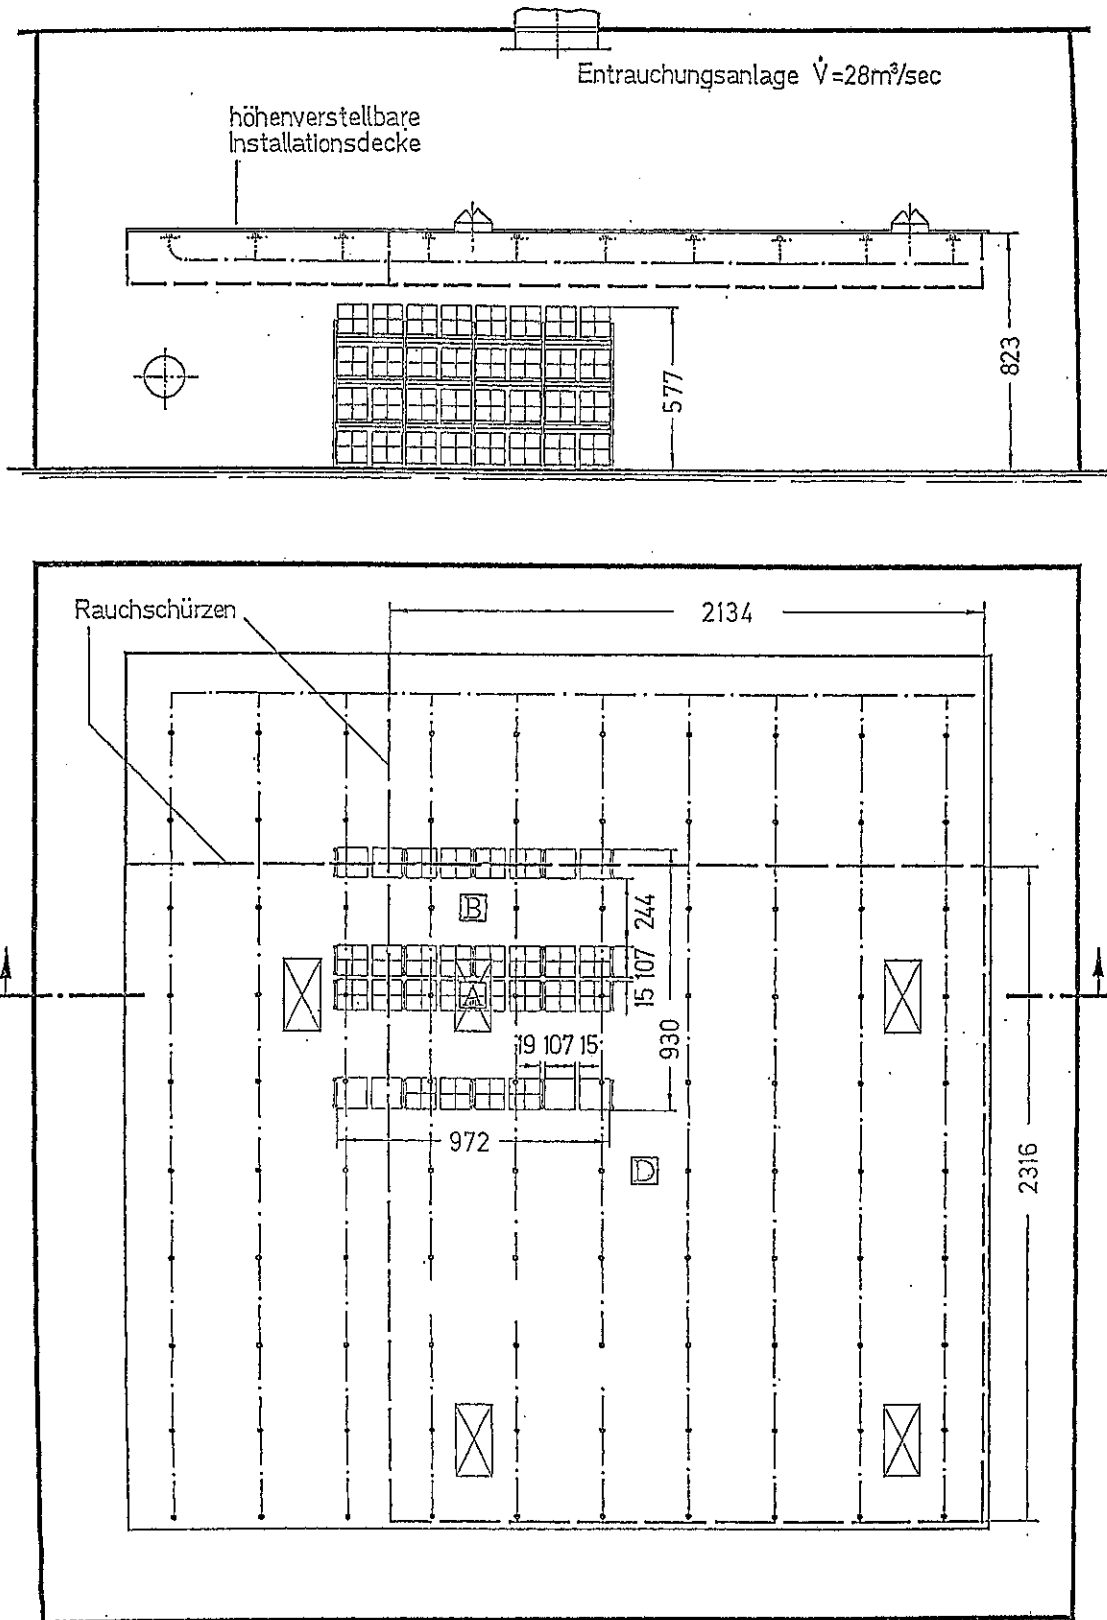 Entrauchungsanlage V̇=28m³/sec
höhenverstellbare
Installationsdecke
823
577
Rauchschürzen
2134
B
244
107
15
A
930
19 107 15
972
D
2316